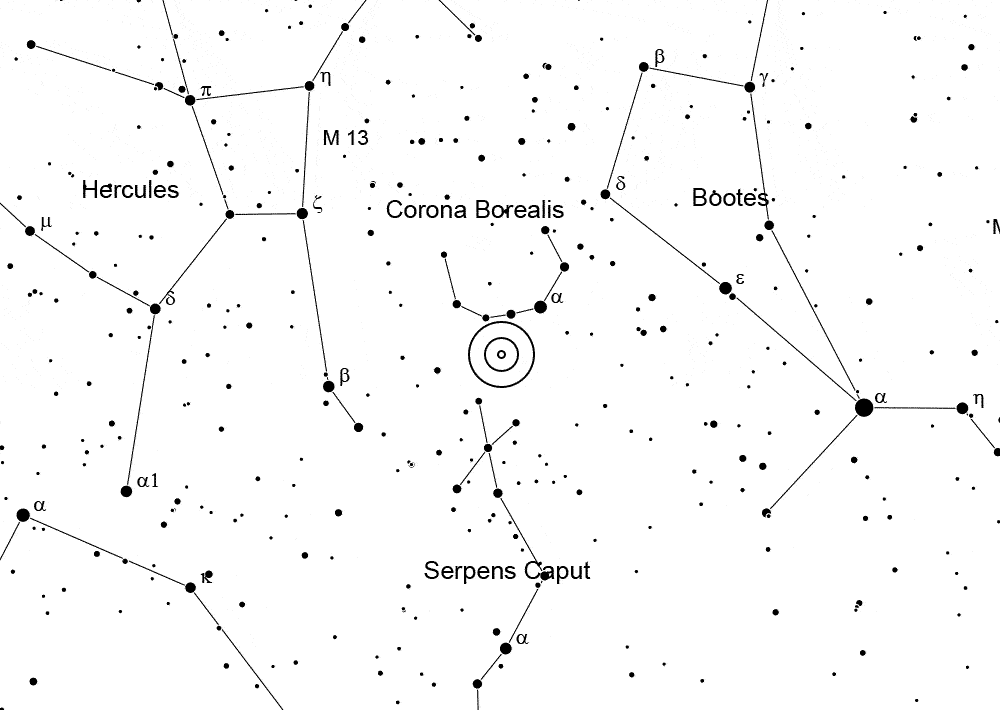 β
γ
η
π
M 13
Hercules
δ
Bootes
ζ
Corona Borealis
μ
ε
δ
α
β
α
η
α1
α
Serpens Caput
κ
α